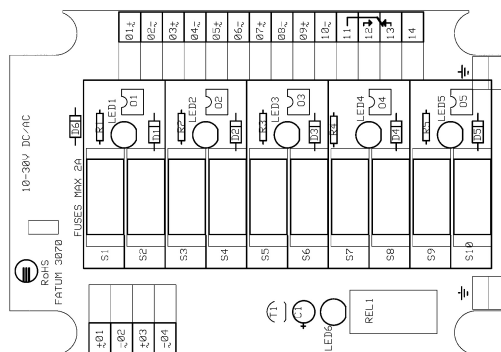 01+
02-
03+
04-
05+
06-
07+
08-
09+
10-
11
12
13
14
10-30V DC/AC
D6
R1
LED1
O1
D1
R2
LED2
O2
D2
R3
LED3
O3
D3
R4
LED4
O4
D4
R5
LED5
O5
D5
FUSES MAX 2A
S1
S2
S3
S4
S5
S6
S7
S8
S9
S10
RoHS
FATUM 3070
T1
C1
+
LED6
REL1
+01
-02
+03
-04